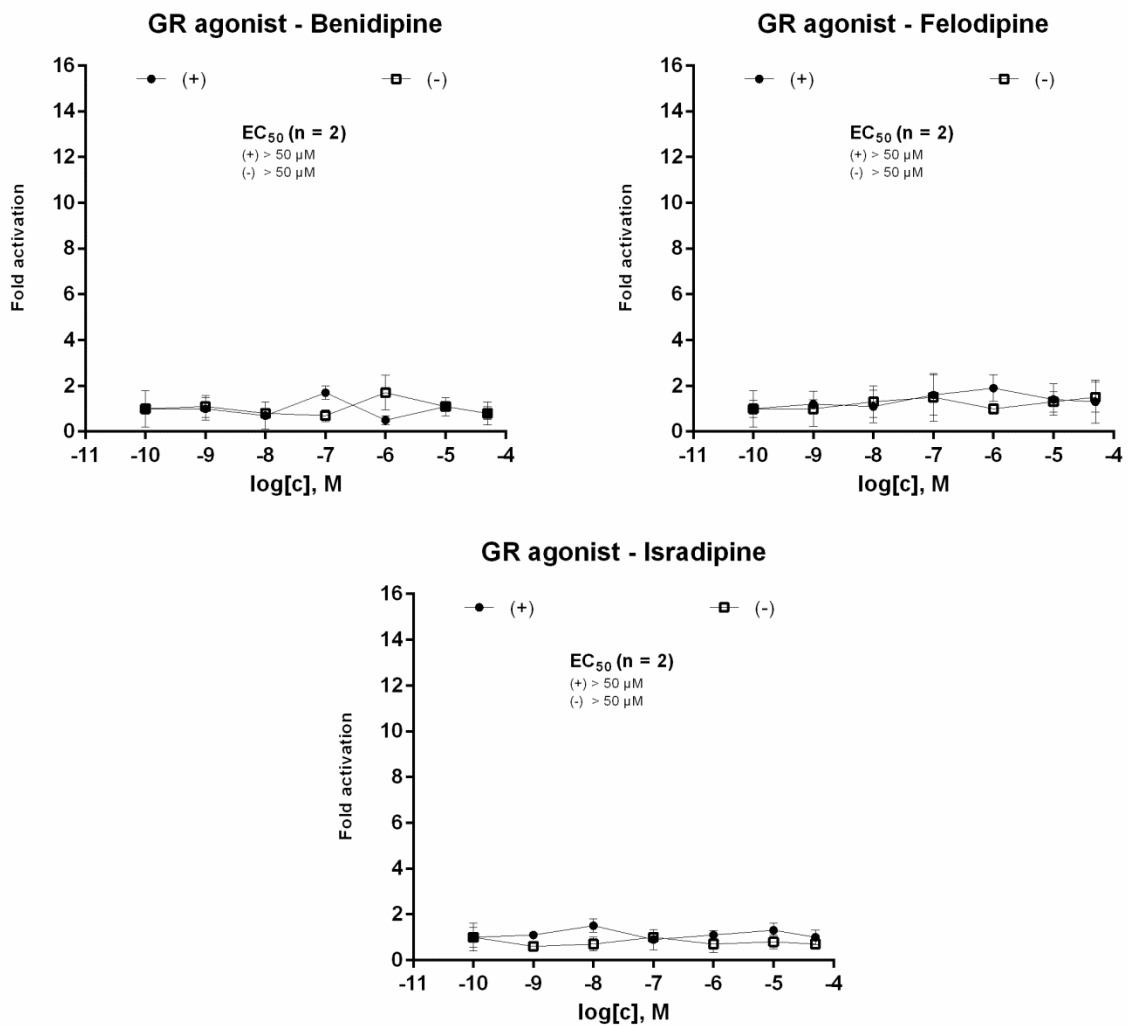 GR agonist - Benidipine
16
14
12
10
8
6
4
2
0
Fold activation
(+)
(-)
EC50 (n = 2)
(+) > 50 µM
(-) > 50 µM
-11 -10 -9 -8 -7 -6 -5 -4
log[c], M
GR agonist - Felodipine
16
14
12
10
8
6
4
2
0
Fold activation
(+)
(-)
EC50 (n = 2)
(+) > 50 µM
(-) > 50 µM
-11 -10 -9 -8 -7 -6 -5 -4
log[c], M
GR agonist - Isradipine
16
14
12
10
8
6
4
2
0
Fold activation
(+)
(-)
EC50 (n = 2)
(+) > 50 µM
(-) > 50 µM
-11 -10 -9 -8 -7 -6 -5 -4
log[c], M